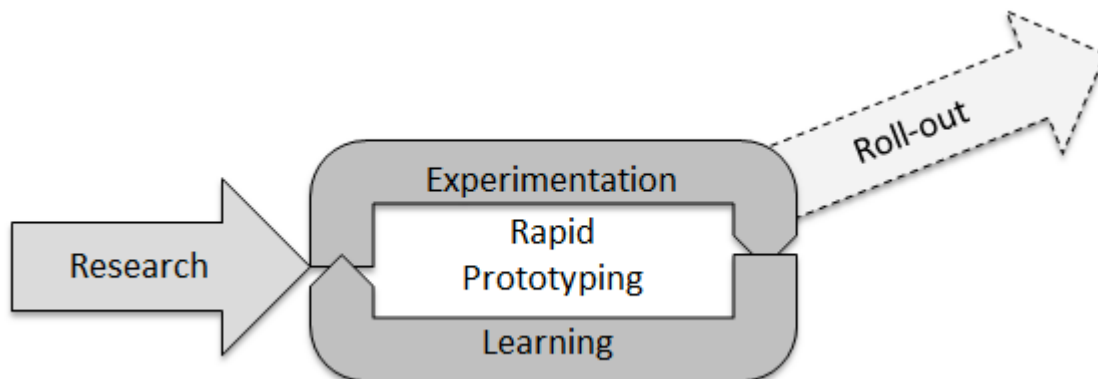 Research
Experimentation
Rapid
Prototyping
Learning
Roll-out